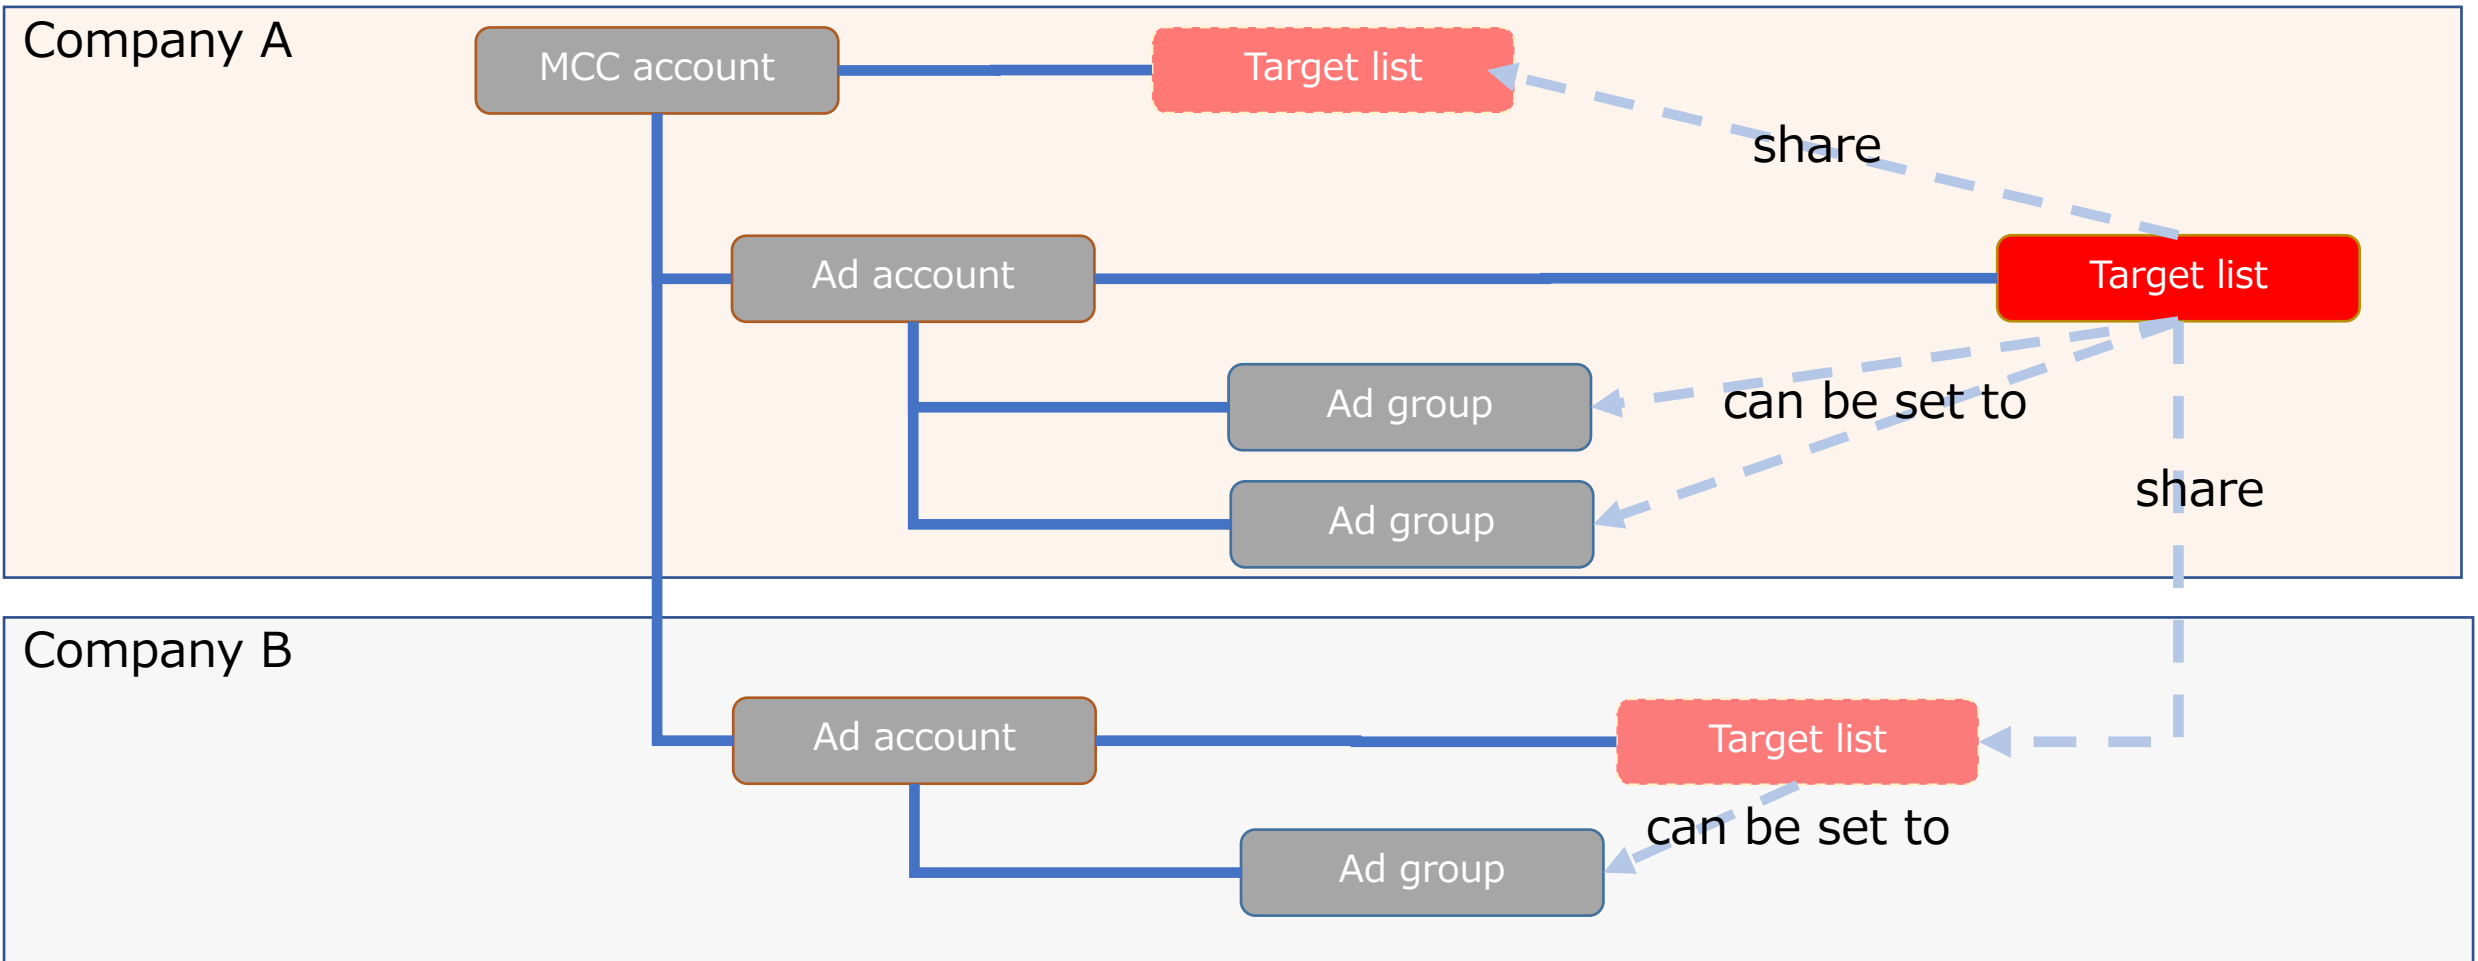 Company A
MCC account
Target list
share
Ad account
Target list
Ad group
can be set to
Ad group
share
Company B
Ad account
Target list
can be set to
Ad group